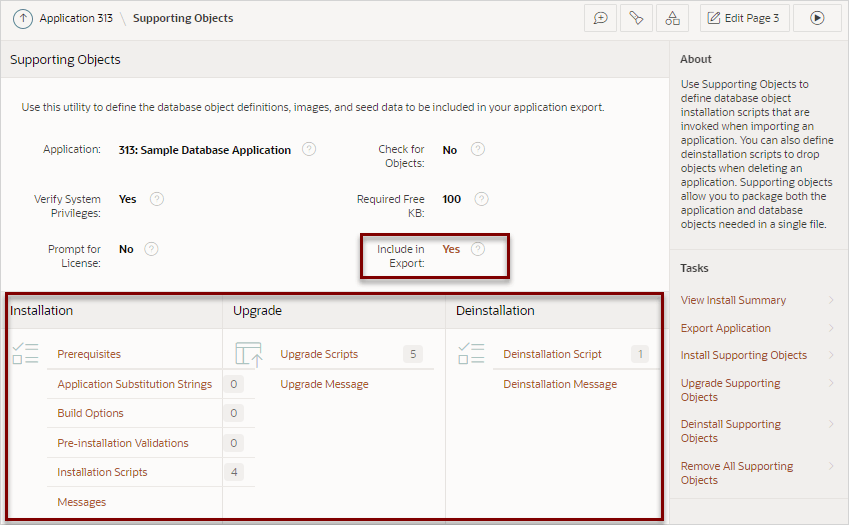 Application 313 \ Supporting Objects
Edit Page 3
Supporting Objects
Use this utility to define the database object definitions, images, and seed data to be included in your application export.
Application: 313: Sample Database Application ?
Check for
Objects: No ?
Verify System
Privileges: Yes ?
Required Free
KB: 100 ?
Prompt for
License: No ?
Include in
Export: Yes ?
Installation
Prerequisites
Application Substitution Strings 0
Build Options 0
Pre-installation Validations 0
Installation Scripts 4
Messages
Upgrade
Upgrade Scripts 5
Upgrade Message
Deinstallation
Deinstallation Script 1
Deinstallation Message
About
Use Supporting Objects to
define database object
installation scripts that are
invoked when importing an
application. You can also define
deinstallation scripts to drop
objects when deleting an
application. Supporting objects
allow you to package both the
application and database
objects needed in a single file.
Tasks
View Install Summary
Export Application
Install Supporting Objects
Upgrade Supporting
Objects
Deinstall Supporting
Objects
Remove All Supporting
Objects